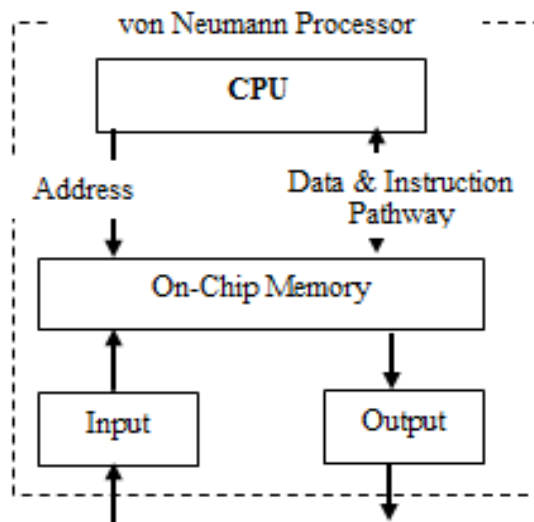 von Neumann Processor
CPU
Address
Data & Instruction
Pathway
On-Chip Memory
Input
Output